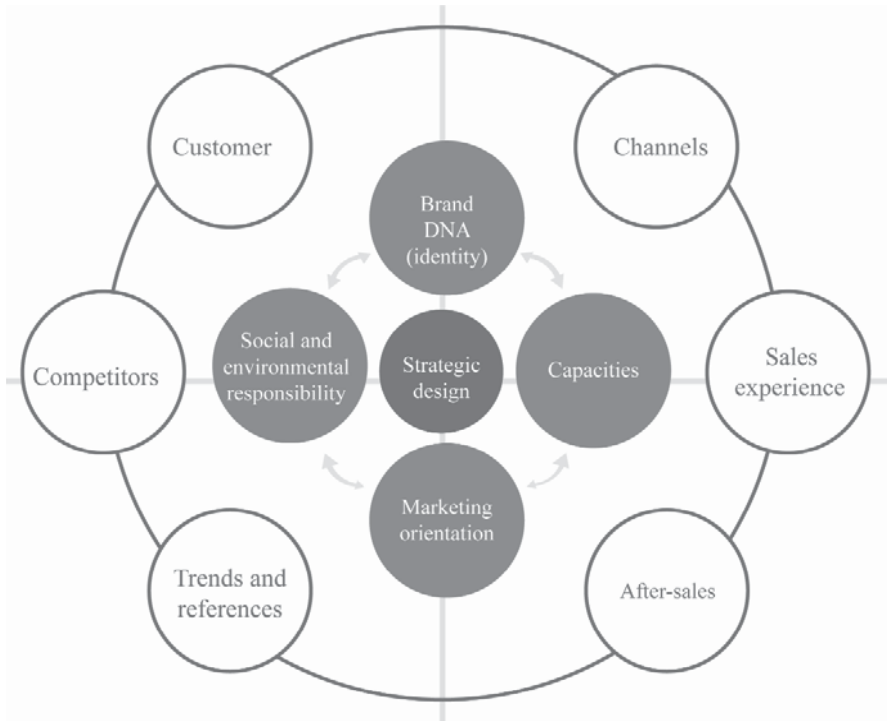 Customer
Channels
Brand
DNA
(identity)
Social and
environmental
responsibility
Strategic
design
Capacities
Competitors
Sales
experience
Marketing
orientation
Trends and
references
After-sales